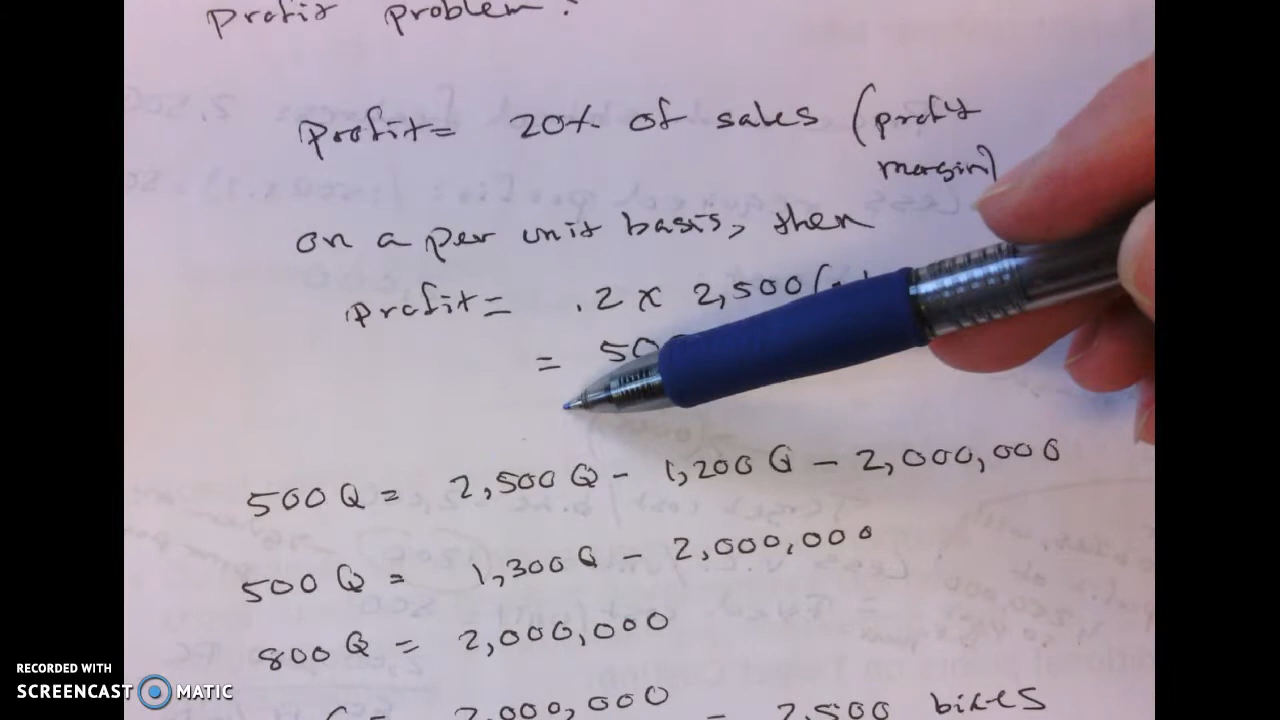 profit problem:
Profit = 20% of sales (profit
margin)
on a per unit basis, then
profit = .2 x 2,500
= 50
500 Q = 2,500 Q - 1,200 Q - 2,000,000
500 Q = 1,300 Q - 2,000,000
800 Q = 2,000,000
2,000,000 = 2,500 bikes
RECORDED WITH
SCREENCAST MATIC